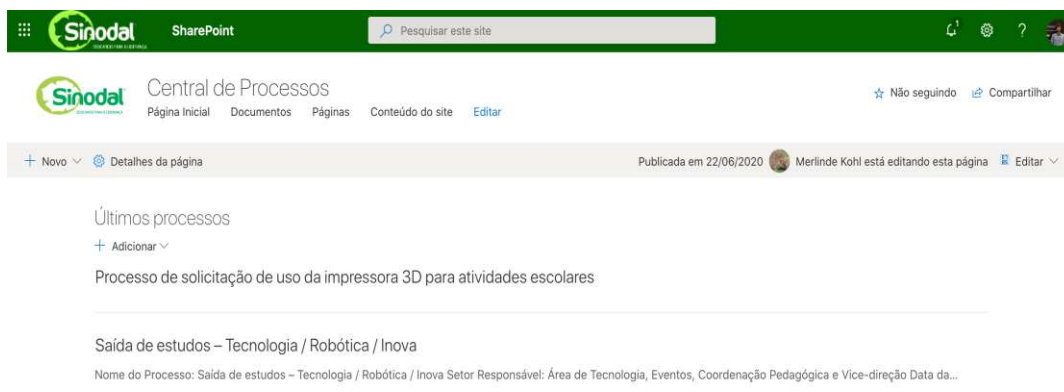 Sinodal SharePoint Pesquisar este site 1 ?
Sinodal Central de Processos
Página Inicial Documentos Páginas Conteúdo do site Editar Não seguindo Compartilhar
Novo Detalhes da página Publicada em 22/06/2020 Merlinde Kohl está editando esta página Editar
Últimos processos
Adicionar
Processo de solicitação de uso da impressora 3D para atividades escolares
Saída de estudos – Tecnologia / Robótica / Inova
Nome do Processo: Saída de estudos – Tecnologia / Robótica / Inova Setor Responsável: Área de Tecnologia, Eventos, Coordenação Pedagógica e Vice-direção Data da...